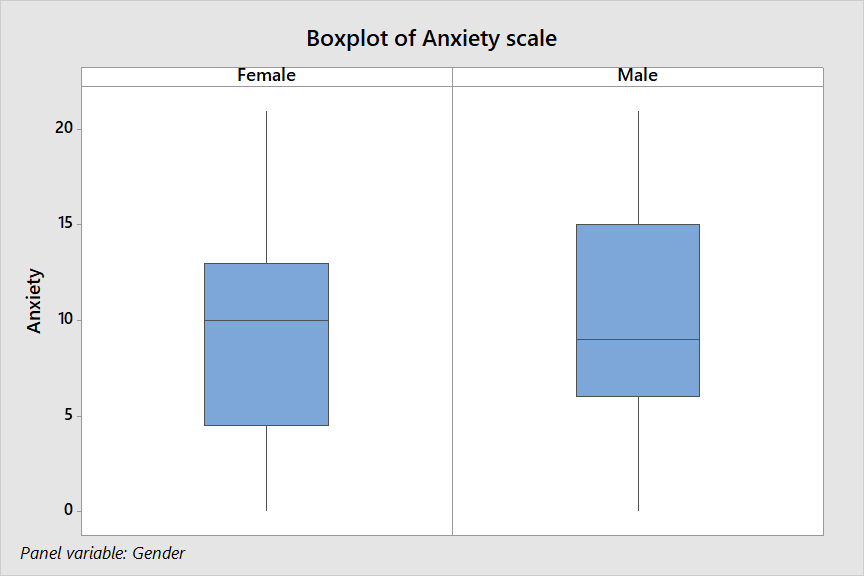 Boxplot of Anxiety scale
Female
Male
20
15
10
5
0
Anxiety
Panel variable: Gender